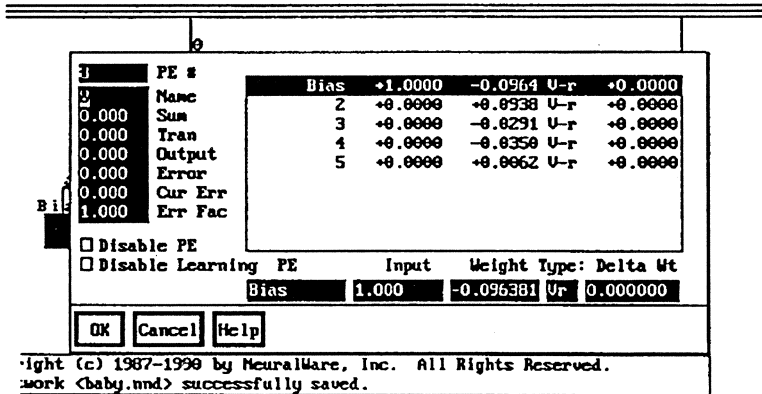 PE #
Name
0.000 Sum
0.000 Tran
0.000 Output
0.000 Error
0.000 Cur Err
1.000 Err Fac
Bias +1.0000 -0.0964 V-r +0.0000
2 +0.0000 +0.0938 V-r +0.0000
3 +0.0000 -0.0291 V-r +0.0000
4 +0.0000 -0.0350 V-r +0.0000
5 +0.0000 +0.0062 V-r +0.0000
Bi
Disable PE
Disable Learning PE Input Weight Type: Delta Wt
Bias 1.000 -0.096381 Vr 0.000000
OK Cancel Help
ight (c) 1987-1990 by NeuralWare, Inc. All Rights Reserved.
work <baby.nnd> successfully saved.